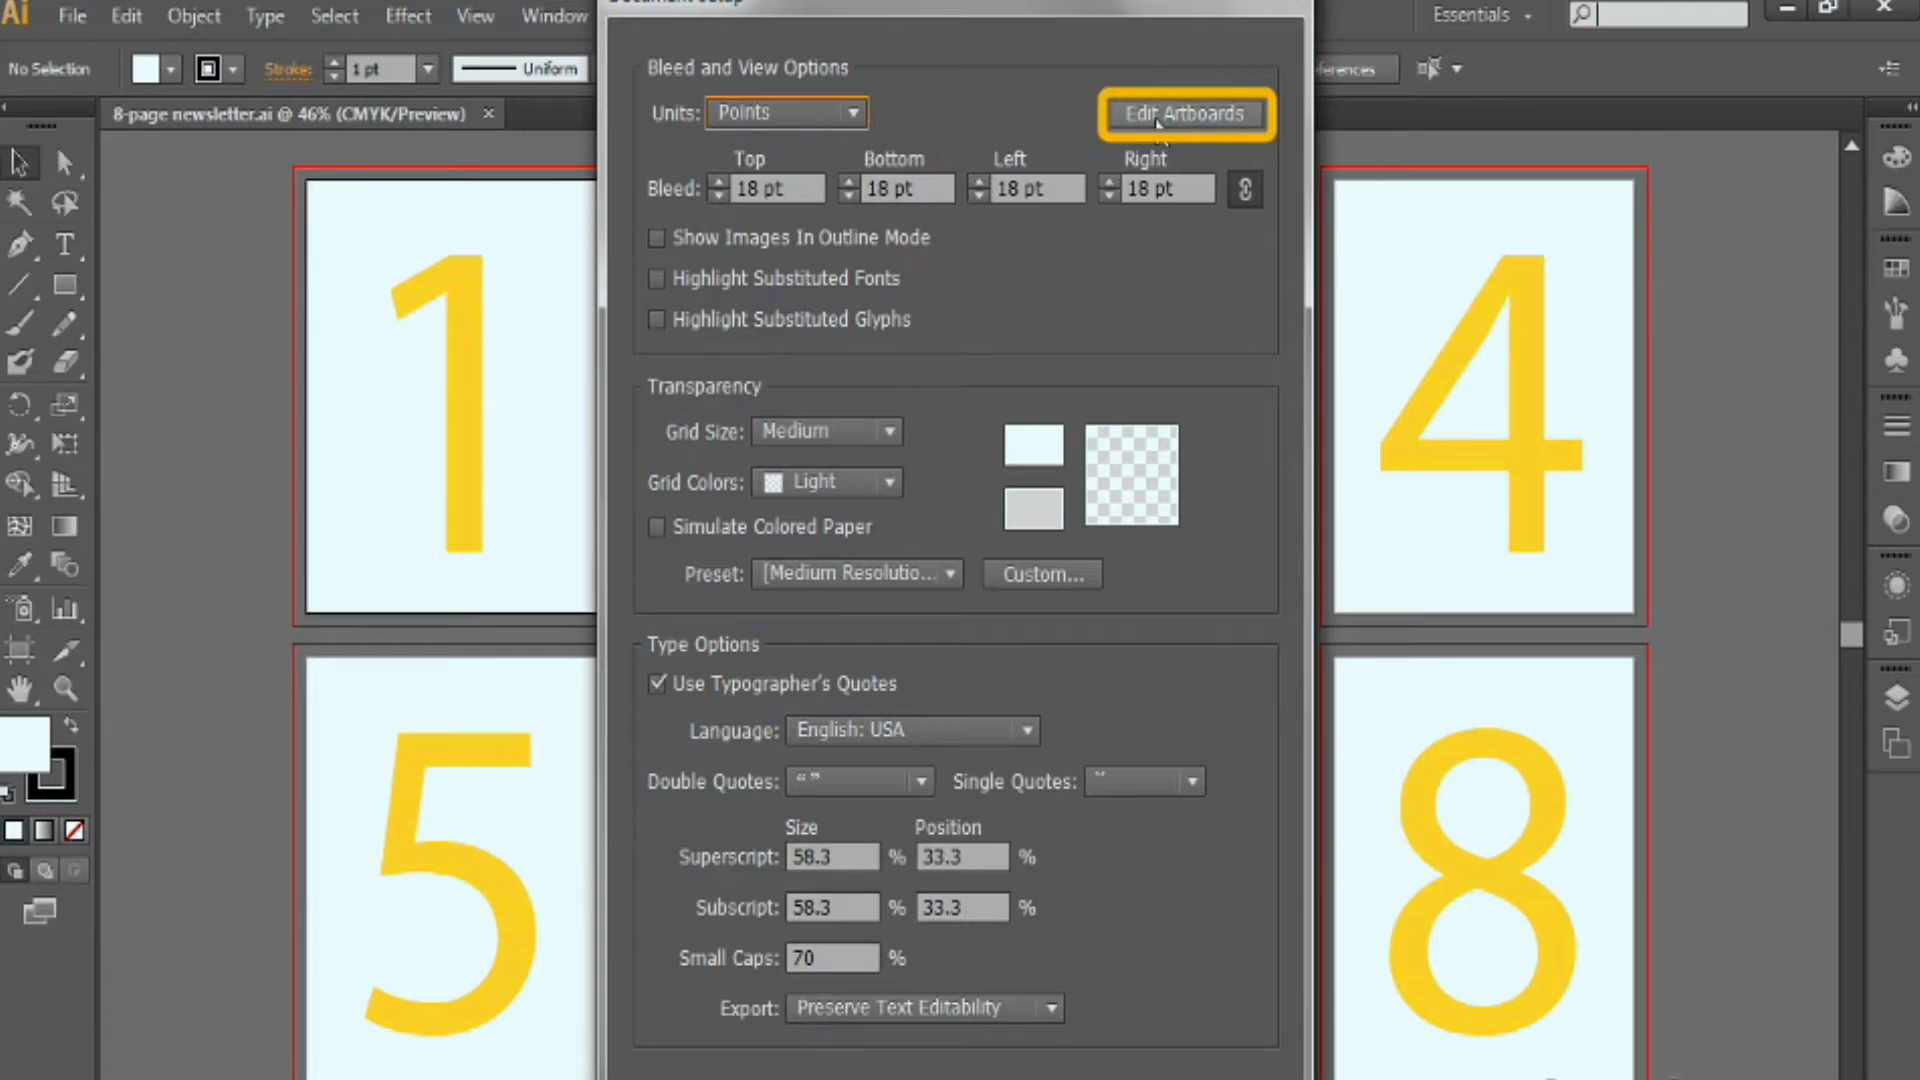 Ai File Edit Object Type Select Effect View Window
Essentials
No Selection Stroke: 1 pt Uniform
8-page newsletter.ai @ 46% (CMYK/Preview) ×
Bleed and View Options
Units: Points Edit Artboards
Top Bottom Left Right
Bleed: 18 pt 18 pt 18 pt 18 pt
Show Images In Outline Mode
Highlight Substituted Fonts
Highlight Substituted Glyphs
Transparency
Grid Size: Medium
Grid Colors: Light
Simulate Colored Paper
Preset: [Medium Resolutio... Custom...
Type Options
Use Typographer's Quotes
Language: English: USA
Double Quotes: “ ” Single Quotes: ‘’
Size Position
Superscript: 58.3 % 33.3 %
Subscript: 58.3 % 33.3 %
Small Caps: 70 %
Export: Preserve Text Editability
1
4
5
8